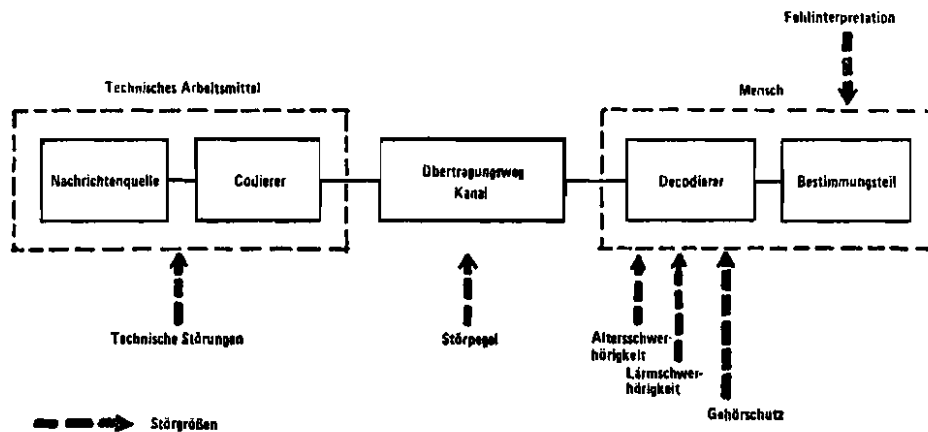 Fehlinterpretation
Technisches Arbeitsmittel
Mensch
Nachrichtenquelle
Codierer
Übertragungsweg
Kanal
Decodierer
Bestimmungsteil
Technische Störungen
Störpegel
Altersschwer-
hörigkeit
Lärmschwer-
hörigkeit
Gehörschutz
Störgrößen